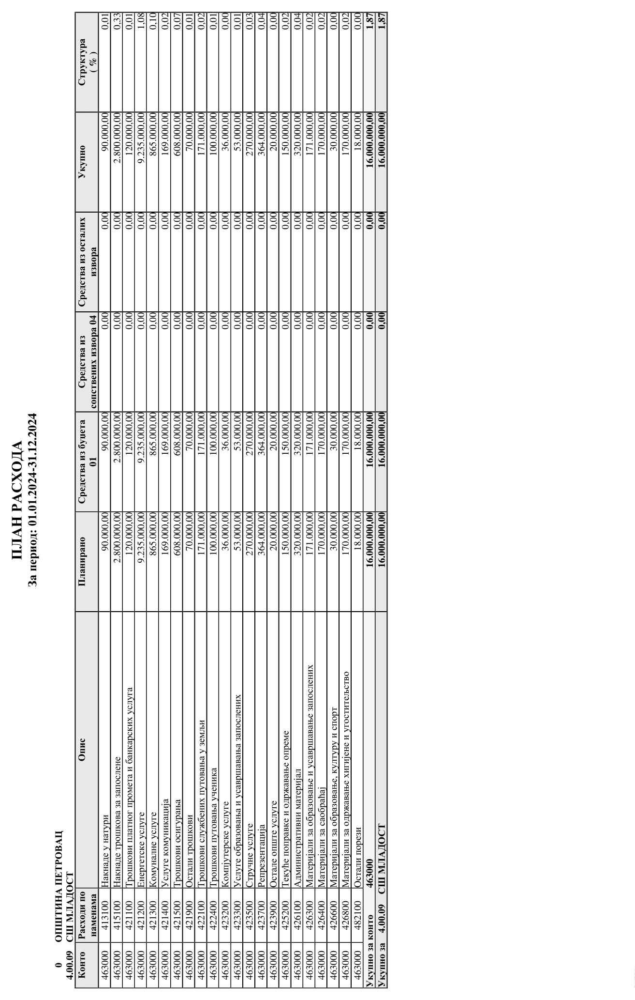 ПЛАН РАСХОДА
За период: 01.01.2024-31.12.2024
0 ОПШТИНА ПЕТРОВАЦ
4.00.09 СШ МЛАДОСТ
Конто Расходи по наменама Опис Планирано Средства из буџета 01 Средства из сопствених извора 04 Средства из осталих извора Укупно Структура ( % )
463000 413100 Накнаде у натури 90.000,00 90.000,00 0,00 0,00 90.000,00 0,01
463000 415100 Накнаде трошкова за запослене 2.800.000,00 2.800.000,00 0,00 0,00 2.800.000,00 0,33
463000 421100 Трошкови платног промета и банкарских услуга 120.000,00 120.000,00 0,00 0,00 120.000,00 0,01
463000 421200 Енергетске услуге 9.235.000,00 9.235.000,00 0,00 0,00 9.235.000,00 1,08
463000 421300 Комуналне услуге 865.000,00 865.000,00 0,00 0,00 865.000,00 0,10
463000 421400 Услуге комуникација 169.000,00 169.000,00 0,00 0,00 169.000,00 0,02
463000 421500 Трошкови осигурања 608.000,00 608.000,00 0,00 0,00 608.000,00 0,07
463000 421900 Остали трошкови 70.000,00 70.000,00 0,00 0,00 70.000,00 0,01
463000 422100 Трошкови службених путовања у земљи 171.000,00 171.000,00 0,00 0,00 171.000,00 0,02
463000 422400 Трошкови путовања ученика 100.000,00 100.000,00 0,00 0,00 100.000,00 0,01
463000 423200 Компјутерске услуге 36.000,00 36.000,00 0,00 0,00 36.000,00 0,00
463000 423300 Услуге образовања и усавршавања запослених 53.000,00 53.000,00 0,00 0,00 53.000,00 0,01
463000 423500 Стручне услуге 270.000,00 270.000,00 0,00 0,00 270.000,00 0,03
463000 423700 Репрезентација 364.000,00 364.000,00 0,00 0,00 364.000,00 0,04
463000 423900 Остале опште услуге 20.000,00 20.000,00 0,00 0,00 20.000,00 0,00
463000 425200 Текуће поправке и одржавање опреме 150.000,00 150.000,00 0,00 0,00 150.000,00 0,02
463000 426100 Административни материјал 320.000,00 320.000,00 0,00 0,00 320.000,00 0,04
463000 426300 Материјали за образовање и усавршавање запослених 171.000,00 171.000,00 0,00 0,00 171.000,00 0,02
463000 426400 Материјали за саобраћај 170.000,00 170.000,00 0,00 0,00 170.000,00 0,02
463000 426600 Материјали за образовање, културу и спорт 30.000,00 30.000,00 0,00 0,00 30.000,00 0,00
463000 426800 Материјали за одржавање хигијене и угоститељство 170.000,00 170.000,00 0,00 0,00 170.000,00 0,02
463000 482100 Остали порези 18.000,00 18.000,00 0,00 0,00 18.000,00 0,00
Укупно за конто 463000 16.000.000,00 16.000.000,00 0,00 0,00 16.000.000,00 1,87
Укупно за 4.00.09 СШ МЛАДОСТ 16.000.000,00 16.000.000,00 0,00 0,00 16.000.000,00 1,87